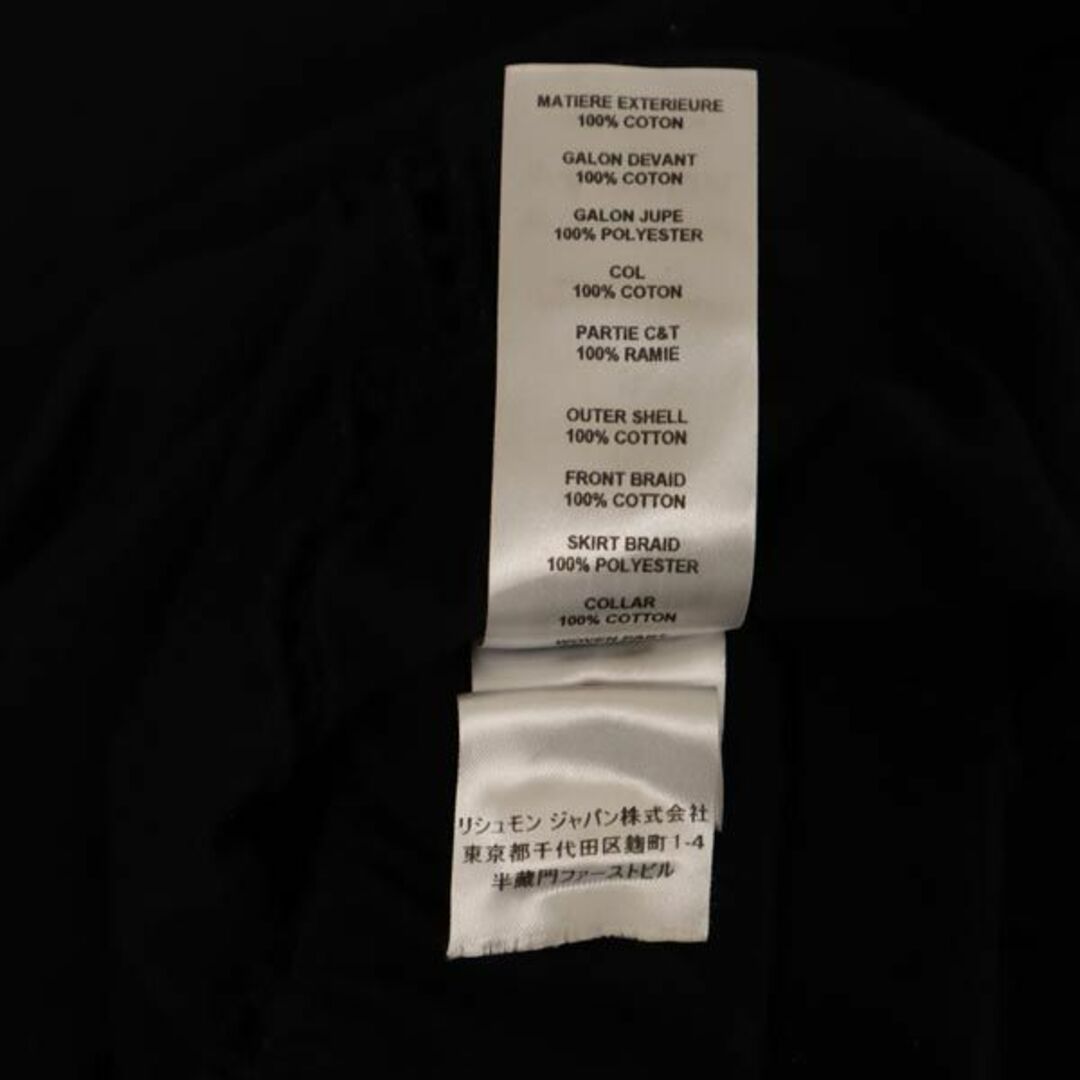 MATIERE EXTERIEURE
100% COTON
GALON DEVANT
100% COTON
GALON JUPE
100% POLYESTER
COL
100% COTON
PARTIE C&T
100% RAMIE
OUTER SHELL
100% COTTON
FRONT BRAID
100% COTTON
SKIRT BRAID
100% POLYESTER
COLLAR
100% COTTON
WOVEN PART
リシュモン ジャパン株式会社
東京都千代田区麹町1-4
半蔵門ファーストビル